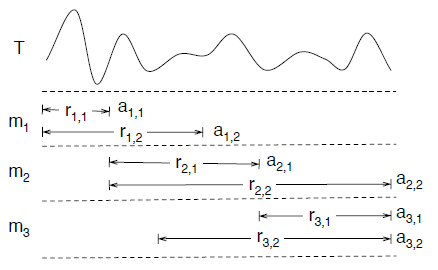 T
m₁ r₁,₁ a₁,₁
r₁,₂ a₁,₂
m₂ r₂,₁ a₂,₁
r₂,₂ a₂,₂
m₃ r₃,₁ a₃,₁
r₃,₂ a₃,₂